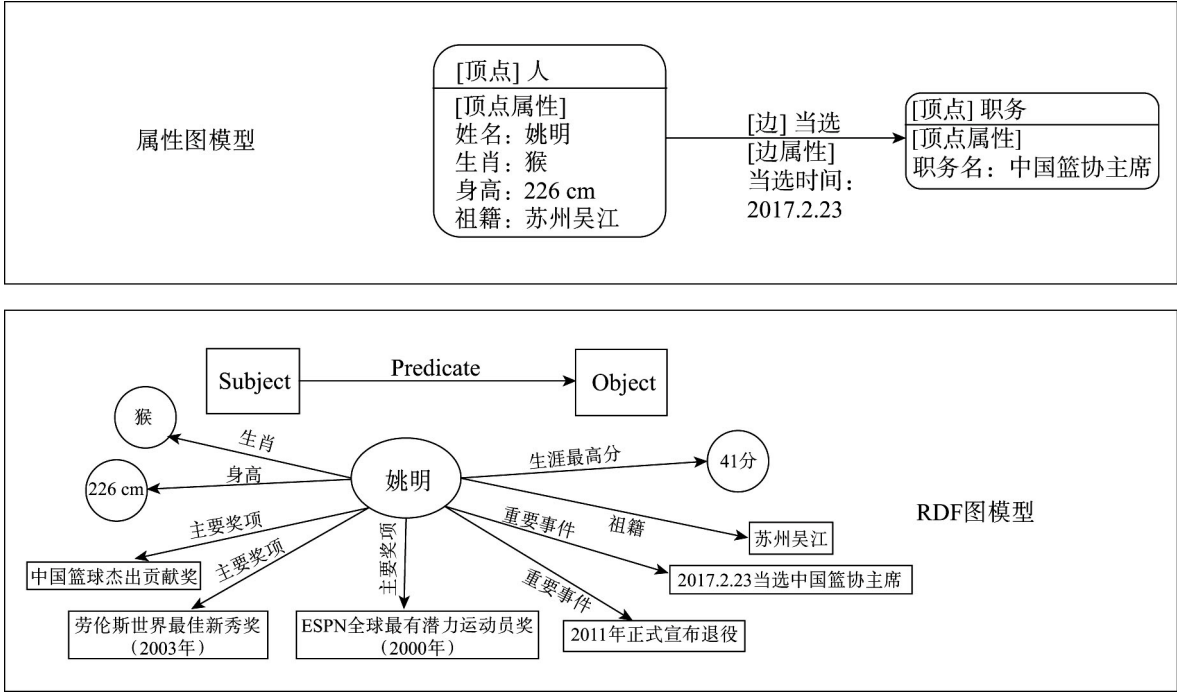 属性图模型
[顶点] 人
[顶点属性]
姓名：姚明
生肖：猴
身高：226 cm
祖籍：苏州吴江
[边] 当选
[边属性]
当选时间：
2017.2.23
[顶点] 职务
[顶点属性]
职务名：中国篮协主席
Subject
Predicate
Object
猴
生肖
226 cm
身高
姚明
生涯最高分
41分
祖籍
苏州吴江
主要奖项
中国篮球杰出贡献奖
主要奖项
劳伦斯世界最佳新秀奖
（2003年）
主要奖项
ESPN全球最有潜力运动员奖
（2000年）
重要事件
2017.2.23当选中国篮协主席
重要事件
2011年正式宣布退役
RDF图模型